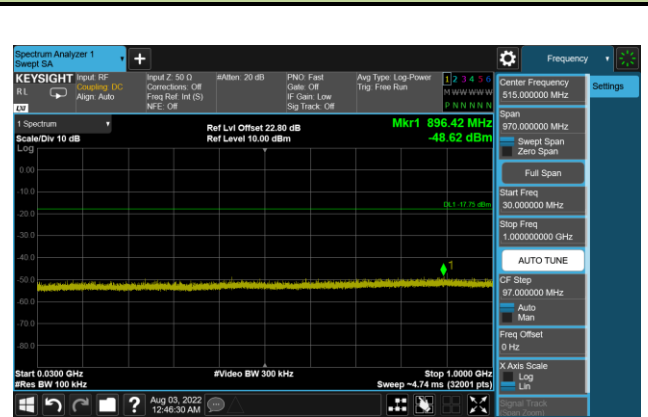 Spectrum Analyzer 1
Swept SA
Frequency
KEYSIGHT
RL
LXI
Input: RF
Coupling: DC
Align: Auto
Input Z: 50 Ω
Corrections: Off
Freq Ref: Int (S)
NFE: Off
#Atten: 20 dB
PNO: Fast
Gate: Off
IF Gain: Low
Sig Track: Off
Avg Type: Log-Power
Trig: Free Run
1 2 3 4 5 6
M W W W W W
P N N N N N
1 Spectrum
Scale/Div 10 dB
Log
Ref Lvl Offset 22.80 dB
Ref Level 10.00 dBm
Mkr1 896.42 MHz
-48.62 dBm
0.00
-10.0
-20.0
-30.0
-40.0
-50.0
-60.0
-70.0
-80.0
DL1 -17.75 dBm
1
Start 0.0300 GHz
#Res BW 100 kHz
#Video BW 300 kHz
Stop 1.0000 GHz
Sweep ~4.74 ms (32001 pts)
Center Frequency
515.000000 MHz
Settings
Span
970.000000 MHz
Swept Span
Zero Span
Full Span
Start Freq
30.000000 MHz
Stop Freq
1.000000000 GHz
AUTO TUNE
CF Step
97.000000 MHz
Auto
Man
Freq Offset
0 Hz
X Axis Scale
Log
Lin
Signal Track
(Span Zoom)
?
Aug 03, 2022
12:46:30 AM